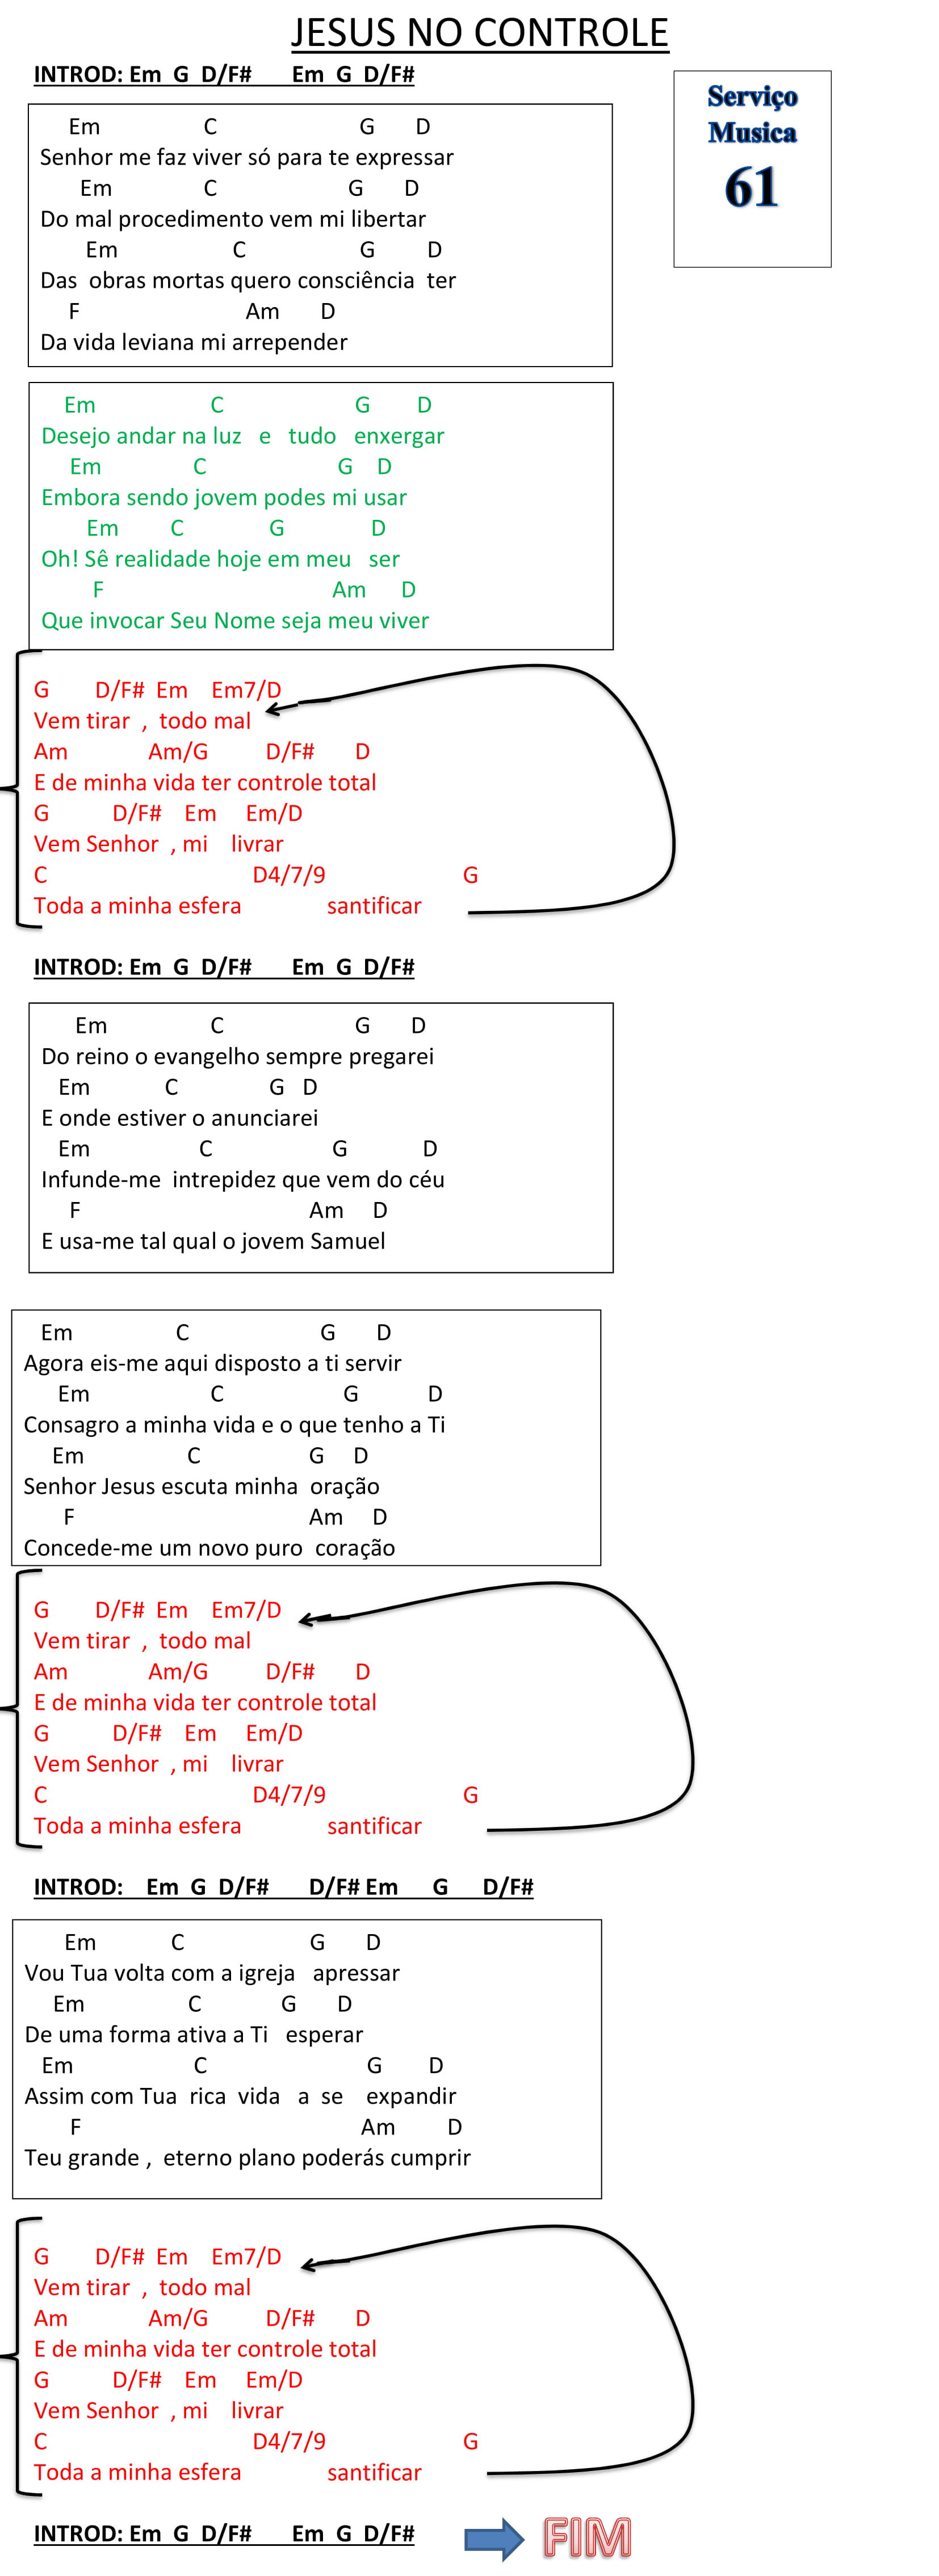 JESUS NO CONTROLE
INTROD: Em G D/F# Em G D/F#
Serviço
Musica
61
Em C G D
Senhor me faz viver só para te expressar
Em C G D
Do mal procedimento vem mi libertar
Em C G D
Das obras mortas quero consciência ter
F Am D
Da vida leviana mi arrepender
Em C G D
Desejo andar na luz e tudo enxergar
Em C G D
Embora sendo jovem podes mi usar
Em C G D
Oh! Sê realidade hoje em meu ser
F Am D
Que invocar Seu Nome seja meu viver
G D/F# Em Em7/D
Vem tirar , todo mal
Am Am/G D/F# D
E de minha vida ter controle total
G D/F# Em Em/D
Vem Senhor , mi livrar
C D4/7/9 G
Toda a minha esfera santificar
INTROD: Em G D/F# Em G D/F#
Em C G D
Do reino o evangelho sempre pregarei
Em C G D
E onde estiver o anunciarei
Em C G D
Infunde-me intrepidez que vem do céu
F Am D
E usa-me tal qual o jovem Samuel
Em C G D
Agora eis-me aqui disposto a ti servir
Em C G D
Consagro a minha vida e o que tenho a Ti
Em C G D
Senhor Jesus escuta minha oração
F Am D
Concede-me um novo puro coração
G D/F# Em Em7/D
Vem tirar , todo mal
Am Am/G D/F# D
E de minha vida ter controle total
G D/F# Em Em/D
Vem Senhor , mi livrar
C D4/7/9 G
Toda a minha esfera santificar
INTROD: Em G D/F# D/F# Em G D/F#
Em C G D
Vou Tua volta com a igreja apressar
Em C G D
De uma forma ativa a Ti esperar
Em C G D
Assim com Tua rica vida a se expandir
F Am D
Teu grande , eterno plano poderás cumprir
G D/F# Em Em7/D
Vem tirar , todo mal
Am Am/G D/F# D
E de minha vida ter controle total
G D/F# Em Em/D
Vem Senhor , mi livrar
C D4/7/9 G
Toda a minha esfera santificar
INTROD: Em G D/F# Em G D/F#
FIM